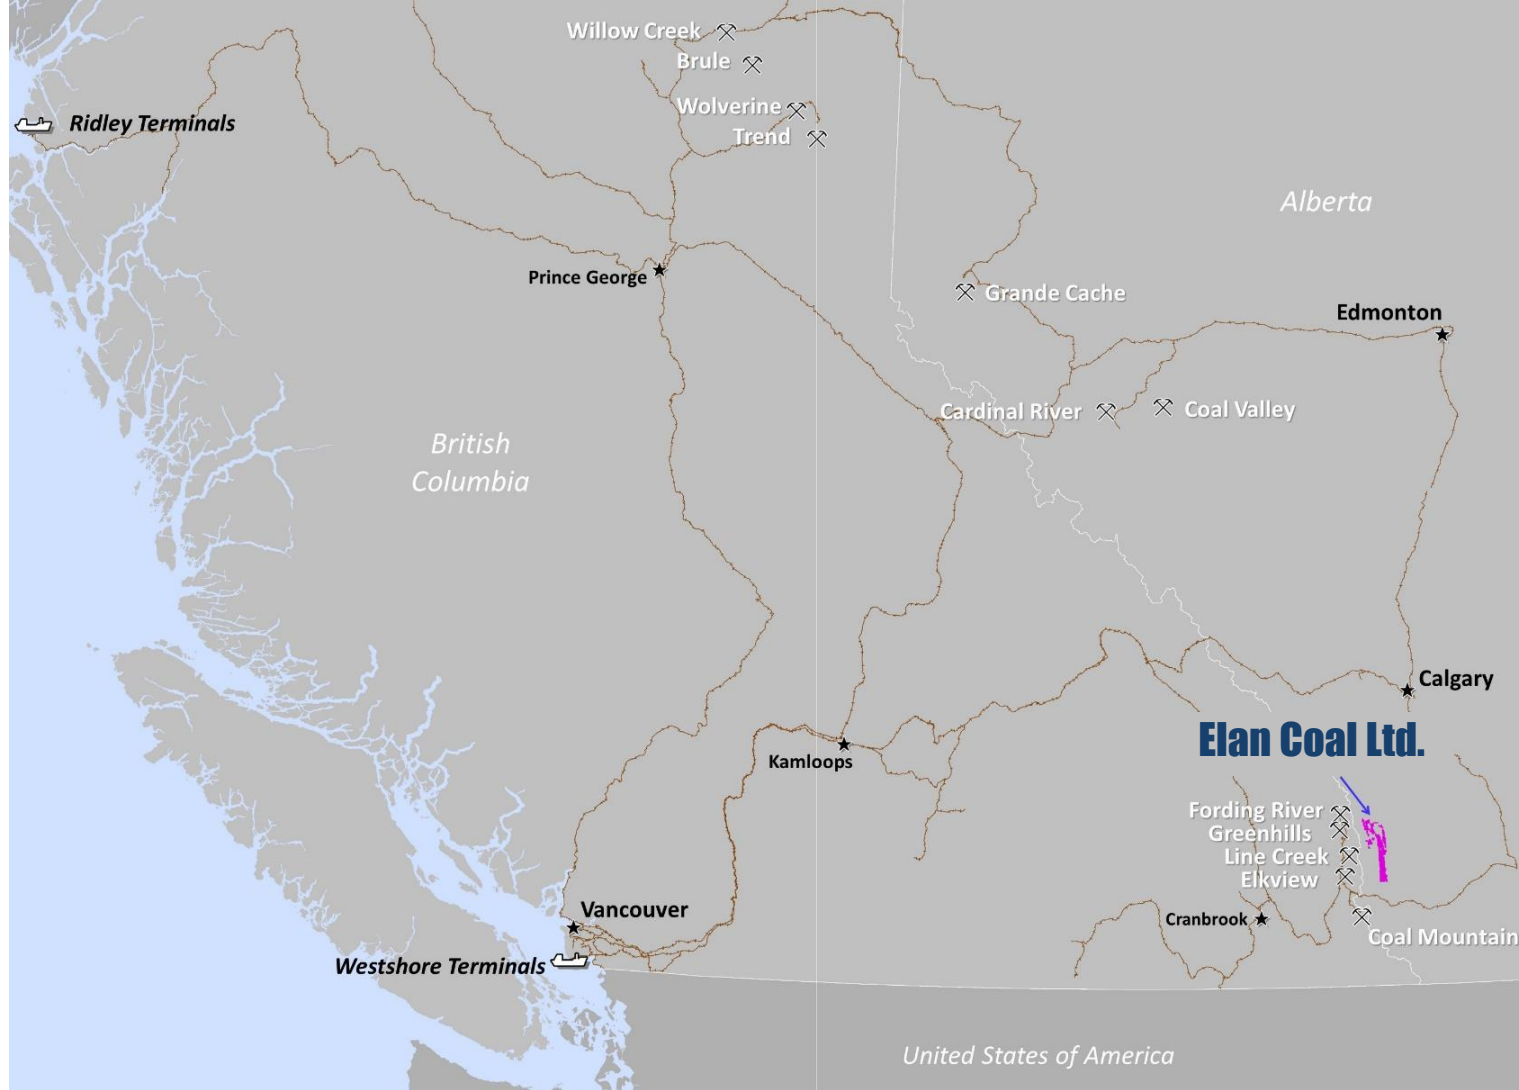 Willow Creek
Brule
Wolverine
Trend
Ridley Terminals
Alberta
Prince George
Grande Cache
Edmonton
Cardinal River
Coal Valley
British
Columbia
Calgary
Elan Coal Ltd.
Kamloops
Fording River
Greenhills
Line Creek
Elkview
Vancouver
Cranbrook
Coal Mountain
Westshore Terminals
United States of America